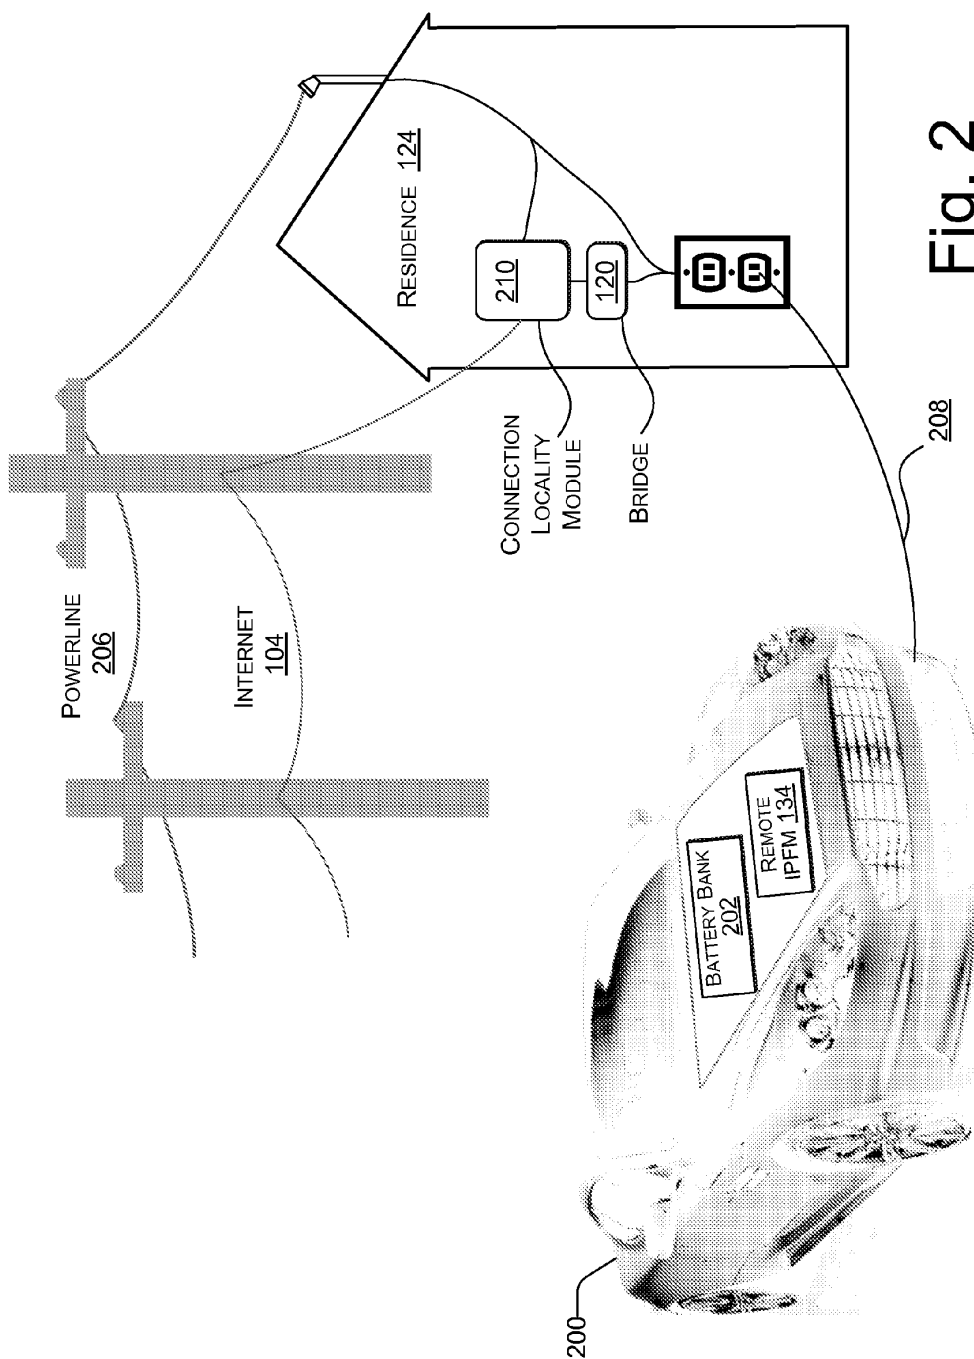 POWERLINE
206
INTERNET
104
RESIDENCE 124
210
120
CONNECTION
LOCALITY
MODULE
BRIDGE
208
BATTERY BANK
202
REMOTE
IPFM 134
200
Fig. 2